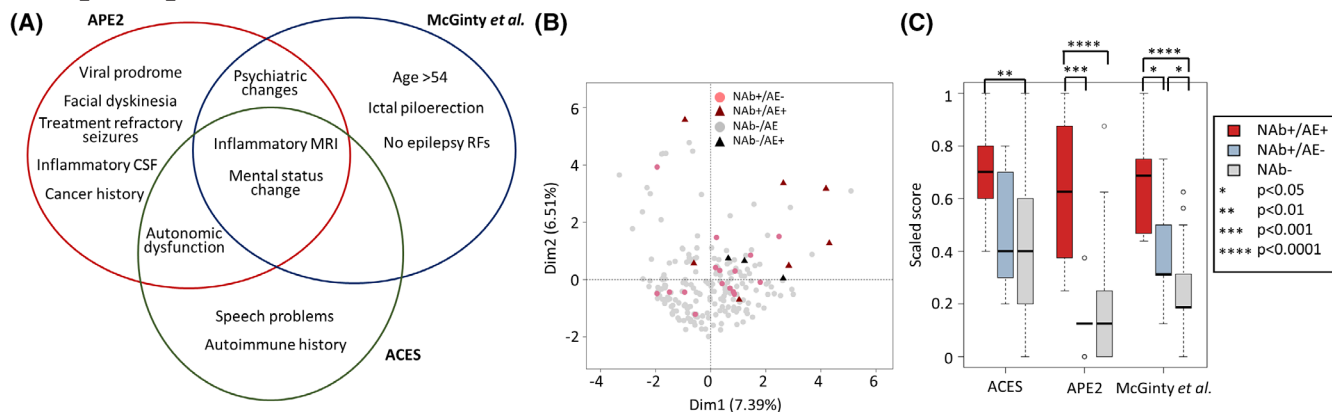 (A)
APE2
McGinty et al.
Viral prodrome
Facial dyskinesia
Treatment refractory
seizures
Inflammatory CSF
Cancer history
Psychiatric
changes
Age >54
Ictal piloerection
No epilepsy RFs
Inflammatory MRI
Mental status
change
Autonomic
dysfunction
Speech problems
Autoimmune history
ACES
(B)
NAb+/AE-
NAb+/AE+
NAb-/AE
NAb-/AE+
Dim2 (6.51%)
6
4
2
0
-2
-4
-2
0
2
4
6
Dim1 (7.39%)
(C)
**
***
****
*
****
*
Scaled score
1
0.8
0.6
0.4
0.2
0
ACES
APE2
McGinty et al.
NAb+/AE+
NAb+/AE-
NAb-
* p<0.05
** p<0.01
*** p<0.001
**** p<0.0001